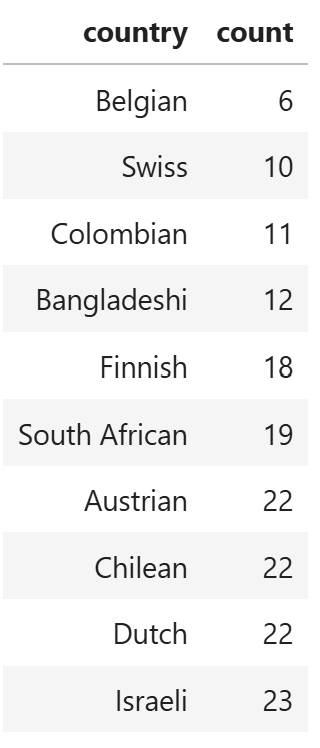 country count
Belgian 6
Swiss 10
Colombian 11
Bangladeshi 12
Finnish 18
South African 19
Austrian 22
Chilean 22
Dutch 22
Israeli 23